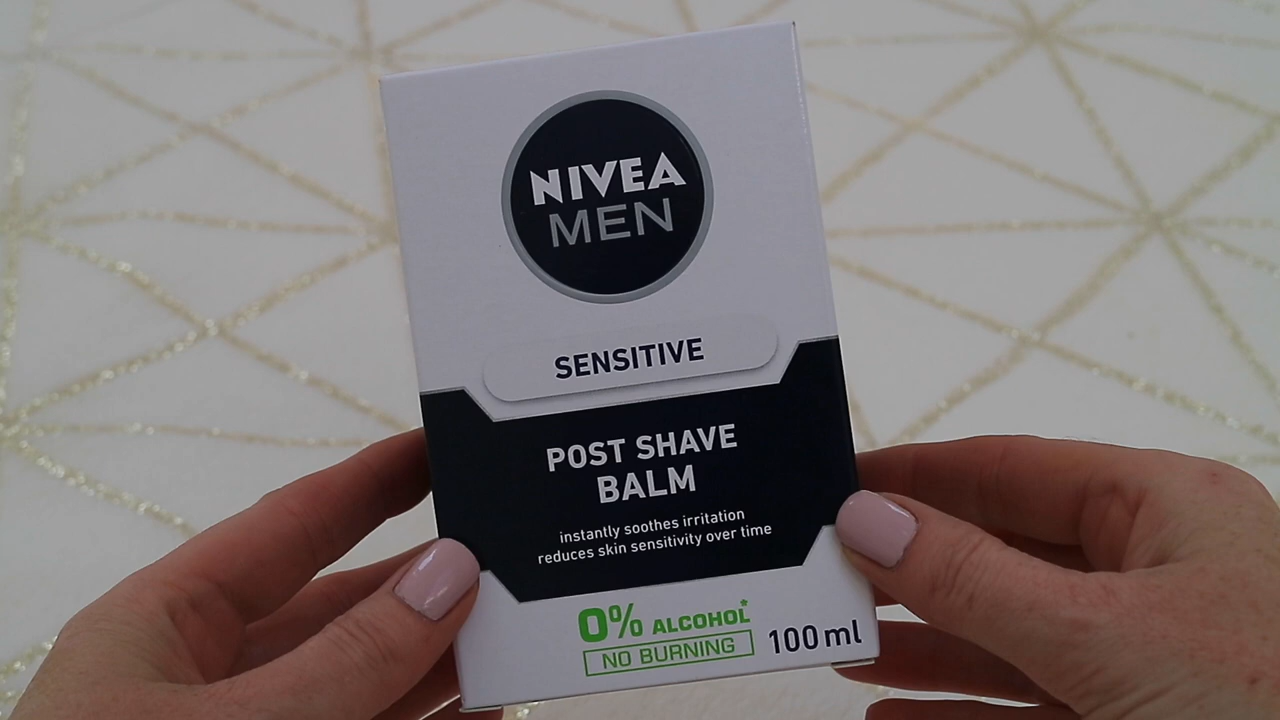 NIVEA
MEN
SENSITIVE
POST SHAVE
BALM
instantly soothes irritation
reduces skin sensitivity over time
0% ALCOHOL*
NO BURNING
100ml